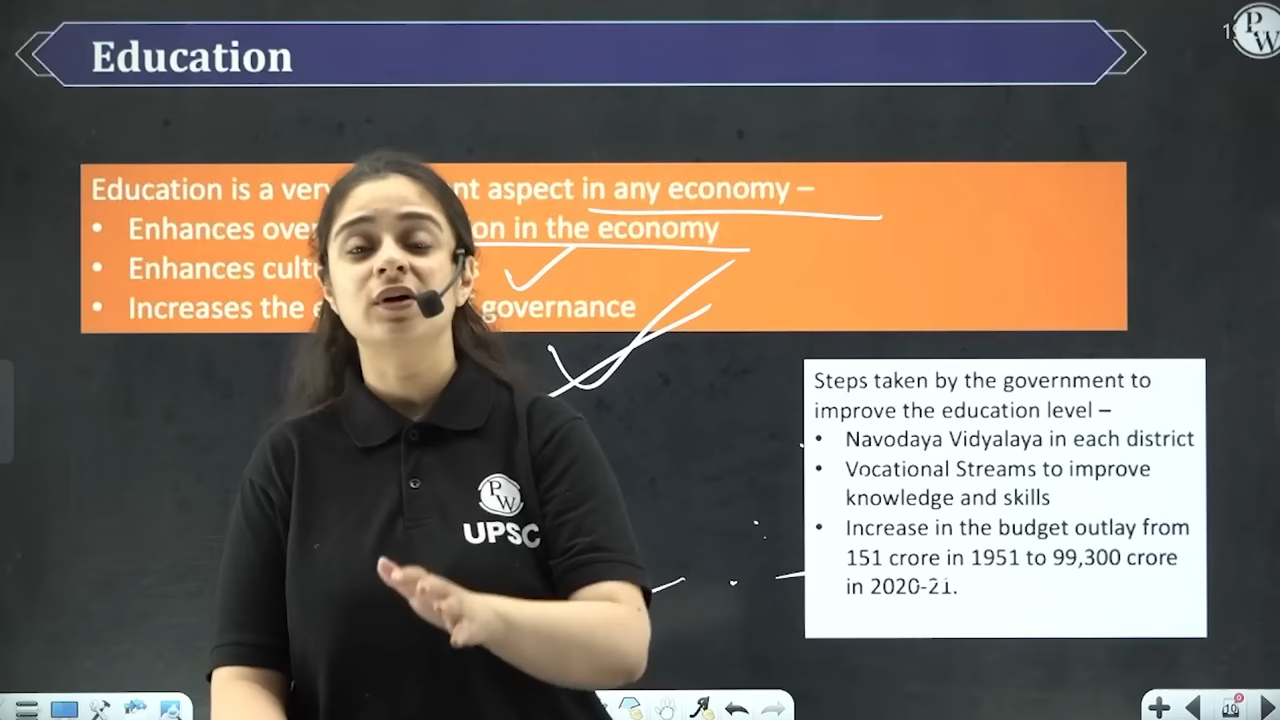 Education
Education is a very nt aspect in any economy –
• Enhances over on in the economy
• Enhances cult s
• Increases the e governance
Steps taken by the government to
improve the education level –
• Navodaya Vidyalaya in each district
• Vocational Streams to improve
knowledge and skills
• Increase in the budget outlay from
151 crore in 1951 to 99,300 crore
in 2020-21.
PW
PW
UPSC
10